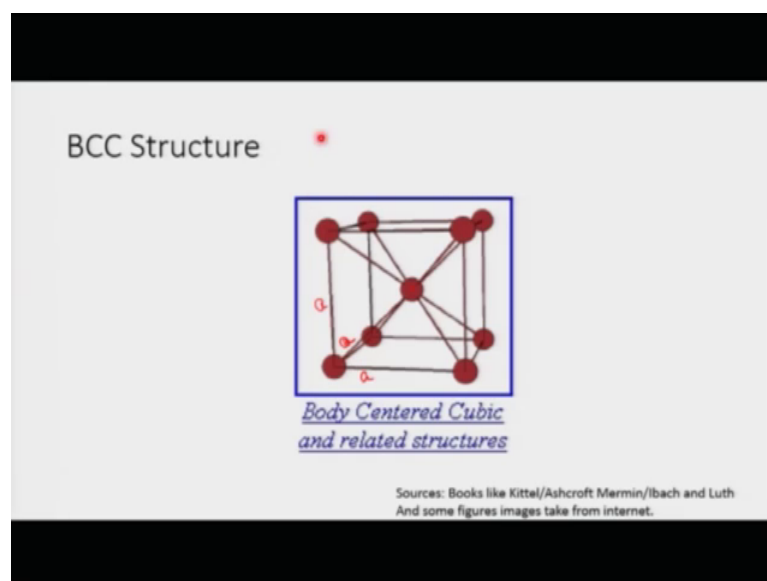 BCC Structure
a
a
a
Body Centered Cubic
and related structures
Sources: Books like Kittel/Ashcroft Mermin/Ibach and Luth
And some figures images take from internet.